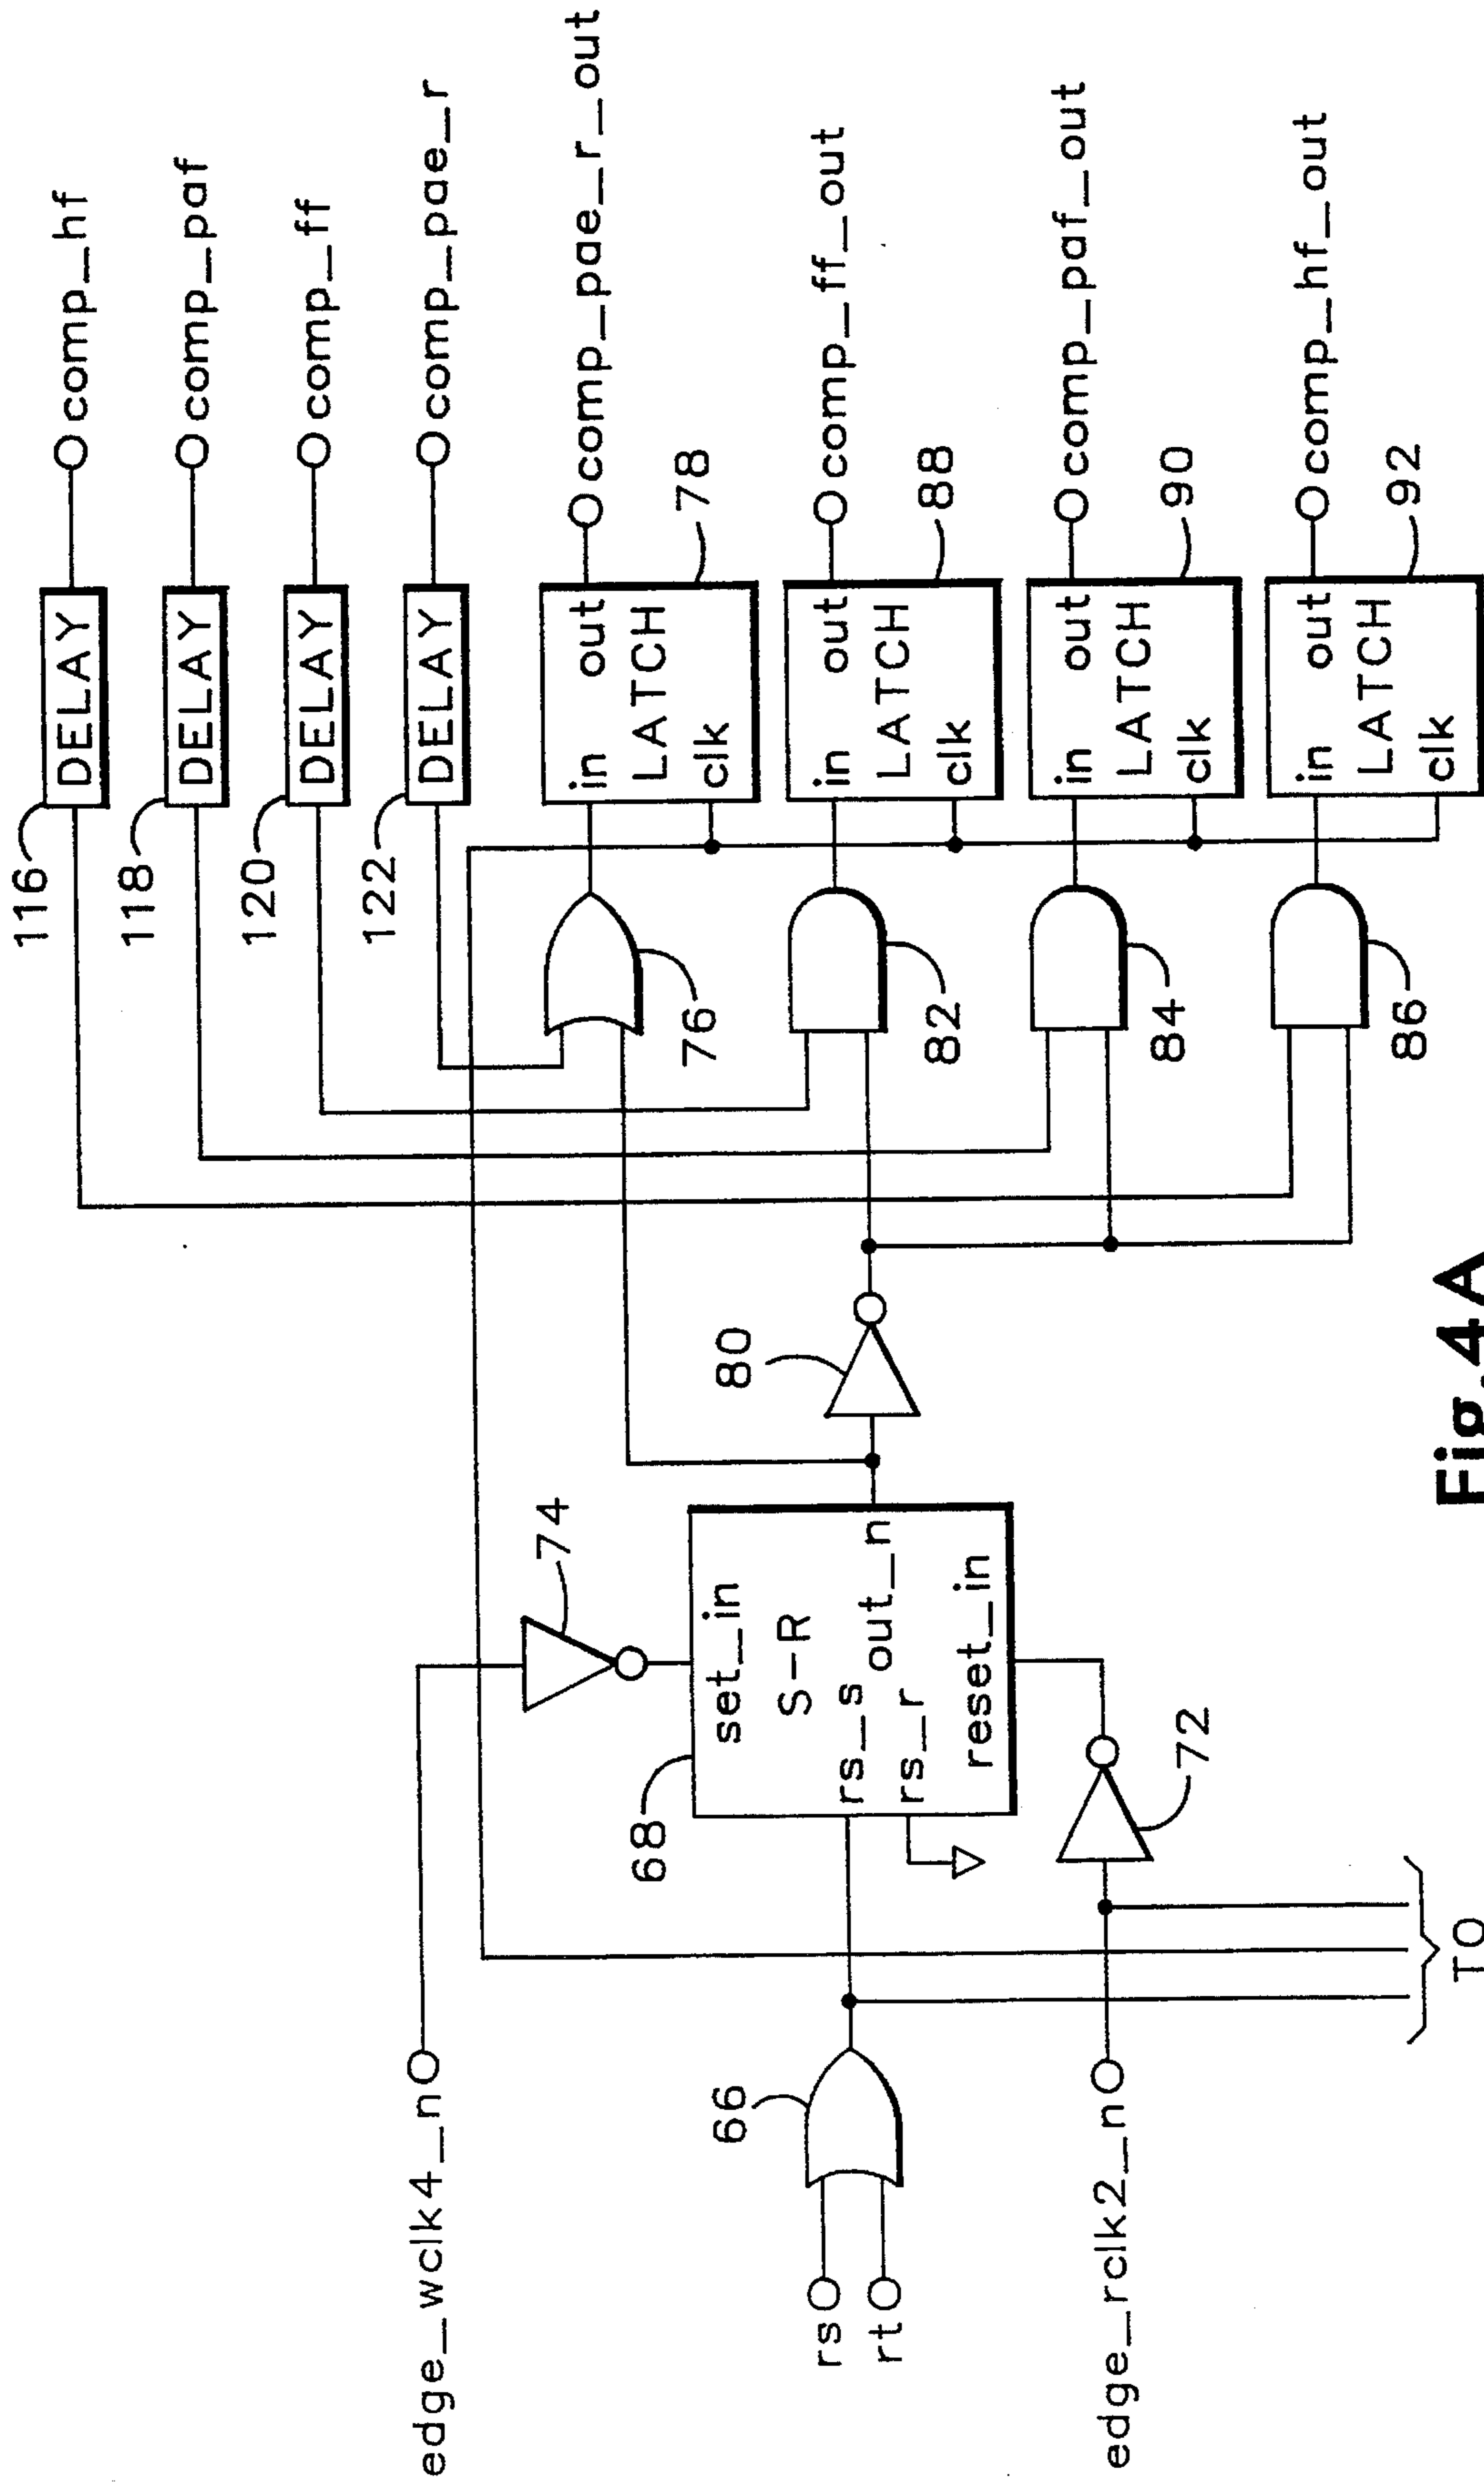 116
DELAY
comp_hf
118
DELAY
comp_paf
120
DELAY
comp_ff
122
DELAY
comp_pae_r
edge_wclk4_n
74
76
in out
LATCH
clk
comp_pae_r_out
78
set_in
S-R
rs_s
out_n
rs_r
reset_in
68
80
66
rs
rt
82
in out
LATCH
clk
comp_ff_out
88
84
in out
LATCH
clk
comp_paf_out
90
edge_rclk2_n
72
86
in out
LATCH
clk
comp_hf_out
92
TO
Fig.4A